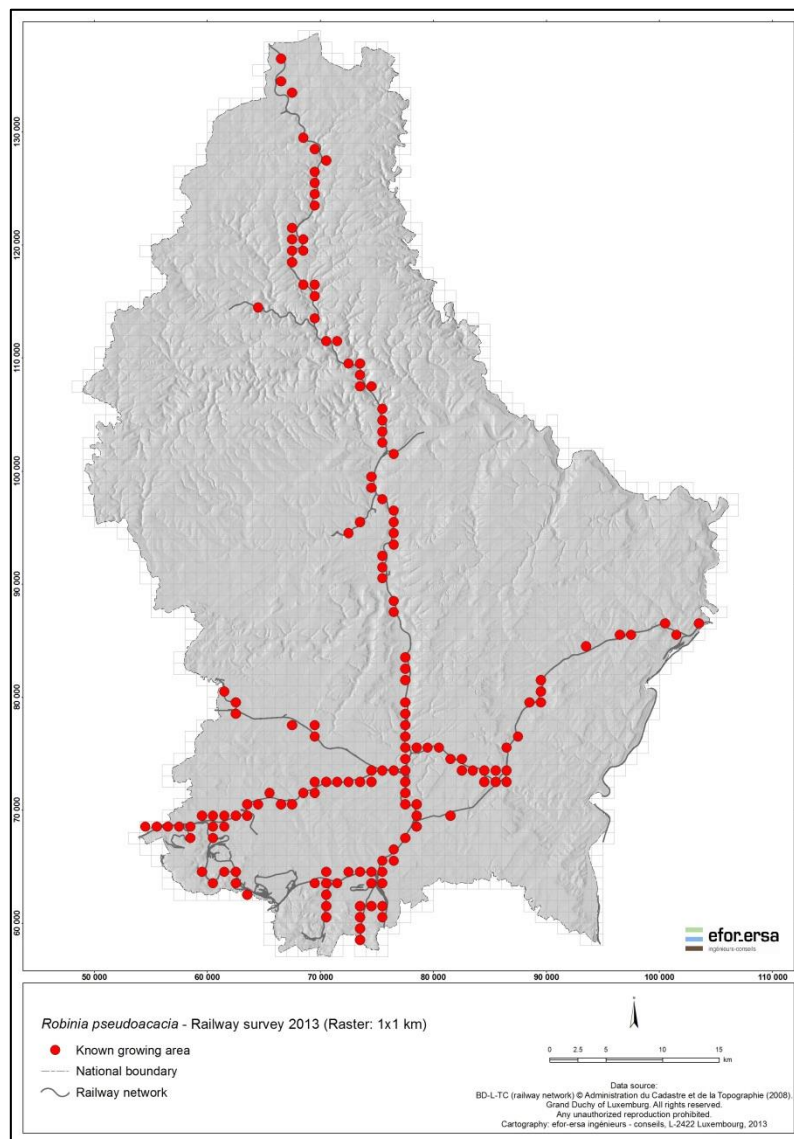 130 000
120 000
110 000
100 000
90 000
80 000
70 000
60 000
efor.ersa
ingénieurs-conseils
50 000 60 000 70 000 80 000 90 000 100 000 110 000
Robinia pseudoacacia - Railway survey 2013 (Raster: 1x1 km)
Known growing area
National boundary
Railway network
0 2.5 5 10 15
km
Data source:
BD-L-TC (railway network) © Administration du Cadastre et de la Topographie (2008).
Grand Duchy of Luxemburg. All rights reserved.
Any unauthorized reproduction prohibited.
Cartography: efor-ersa ingénieurs - conseils, L-2422 Luxembourg, 2013